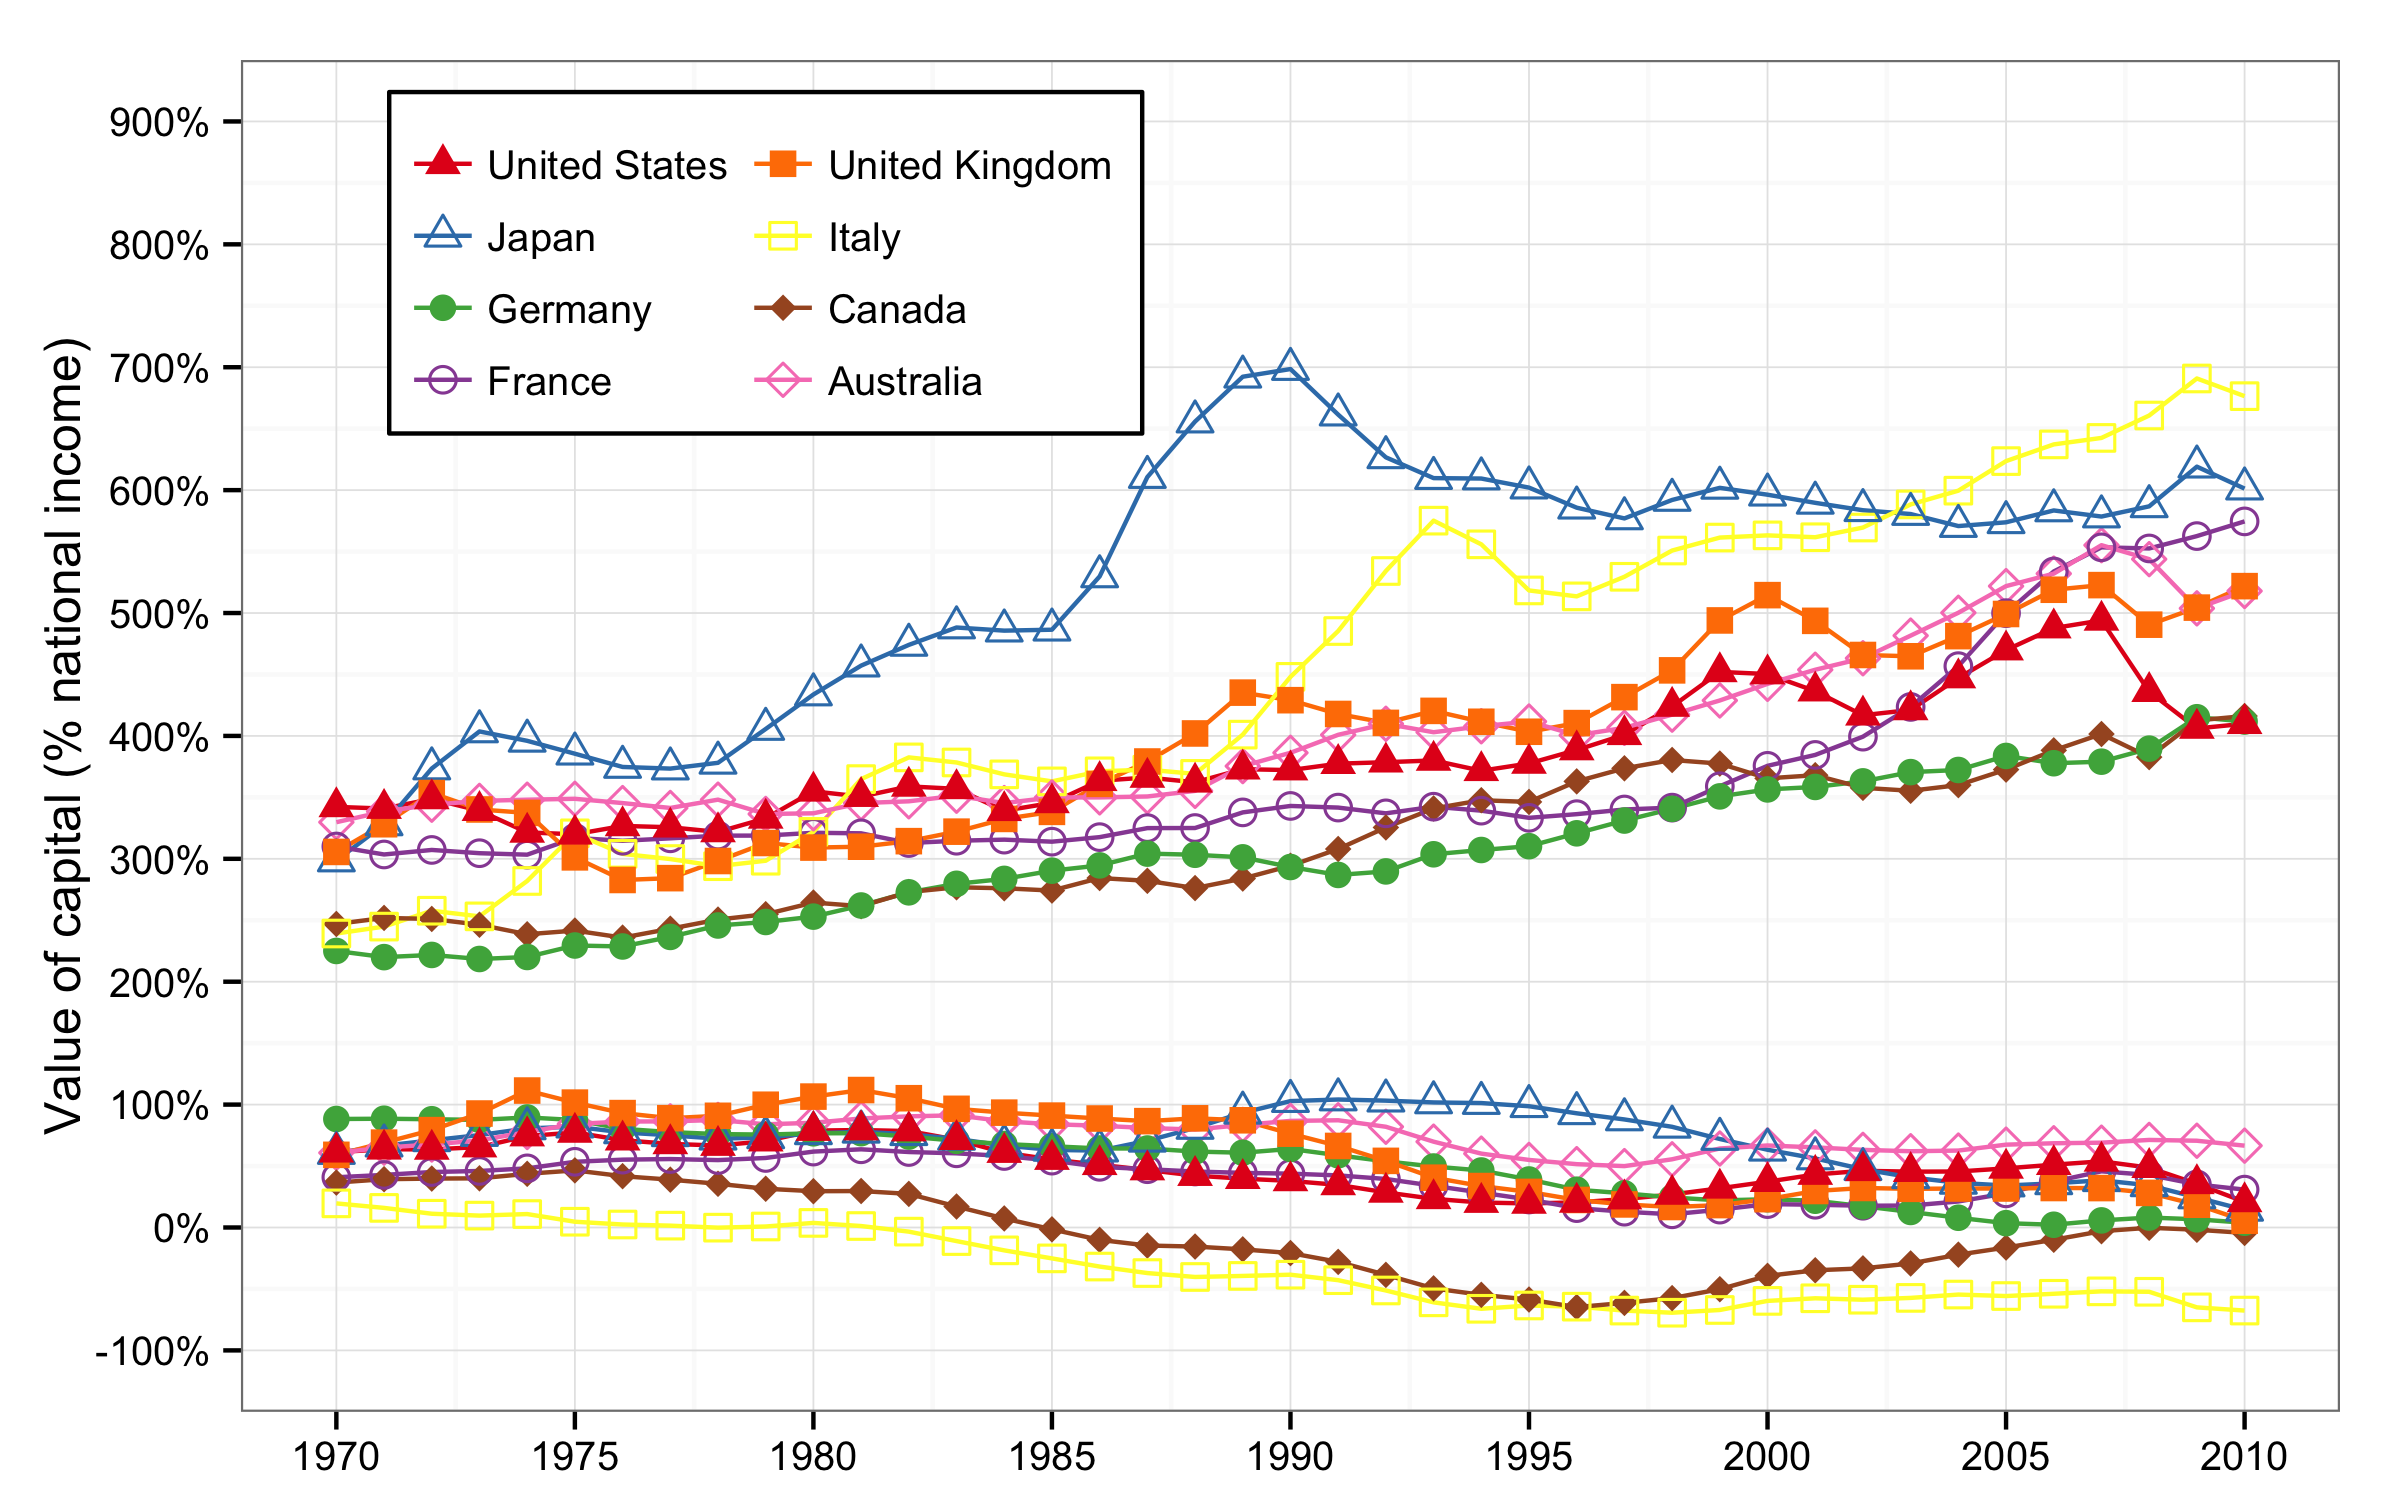 Value of capital (% national income)
900%
800%
700%
600%
500%
400%
300%
200%
100%
0%
-100%
United States
United Kingdom
Japan
Italy
Germany
Canada
France
Australia
1970
1975
1980
1985
1990
1995
2000
2005
2010